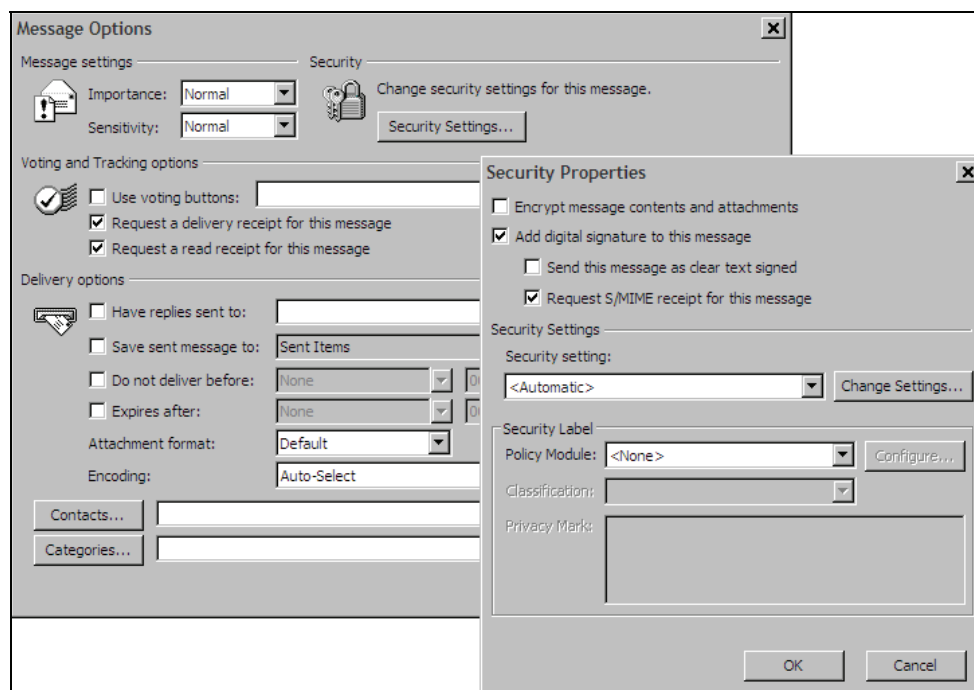 Message Options
Message settings
Security
Importance: Normal
Sensitivity: Normal
Change security settings for this message.
Security Settings...
Voting and Tracking options
Use voting buttons:
Request a delivery receipt for this message
Request a read receipt for this message
Delivery options
Have replies sent to:
Save sent message to: Sent Items
Do not deliver before: None
Expires after: None
Attachment format: Default
Encoding: Auto-Select
Contacts...
Categories...
Security Properties
Encrypt message contents and attachments
Add digital signature to this message
Send this message as clear text signed
Request S/MIME receipt for this message
Security Settings
Security setting:
<Automatic>
Change Settings...
Security Label
Policy Module: <None>
Configure...
Classification:
Privacy Mark:
OK
Cancel